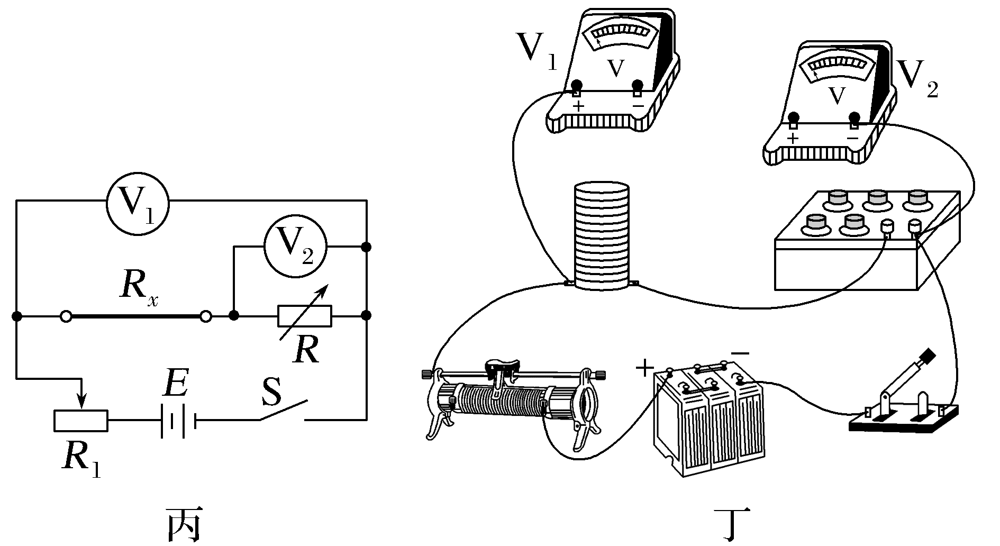 V₁
V₂
Rₓ
R
E
S
R₁
丙
V₁
V
+ −
V₂
V
+ −
+
−
丁